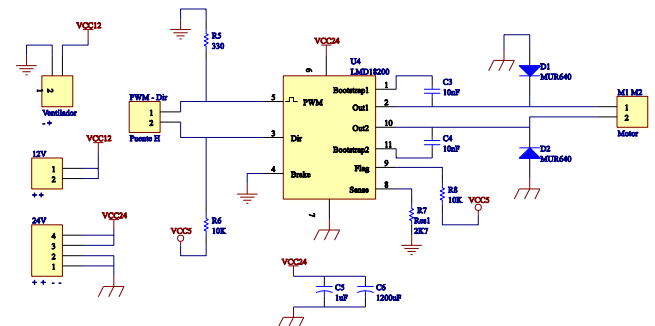 VCC12
2
1
Ventilador
- +
12V
VCC12
1
2
+ +
24V
VCC24
4
3
2
1
+ + - -
R5
330
PWM - Dir
1
2
Puente H
R6
10K
VCC5
VCC24
U4
LMD18200
6
5
PWM
3
Dir
4
Brake
7
Bootstrap1
1
Out1
2
Out2
10
Bootstrap2
11
Flag
9
Sense
8
C3
10nF
C4
10nF
R7
Res1
2K7
R8
10K
VCC5
D1
MUR640
D2
MUR640
M1 M2
1
2
Motor
VCC24
C5
1uF
C6
1200uF